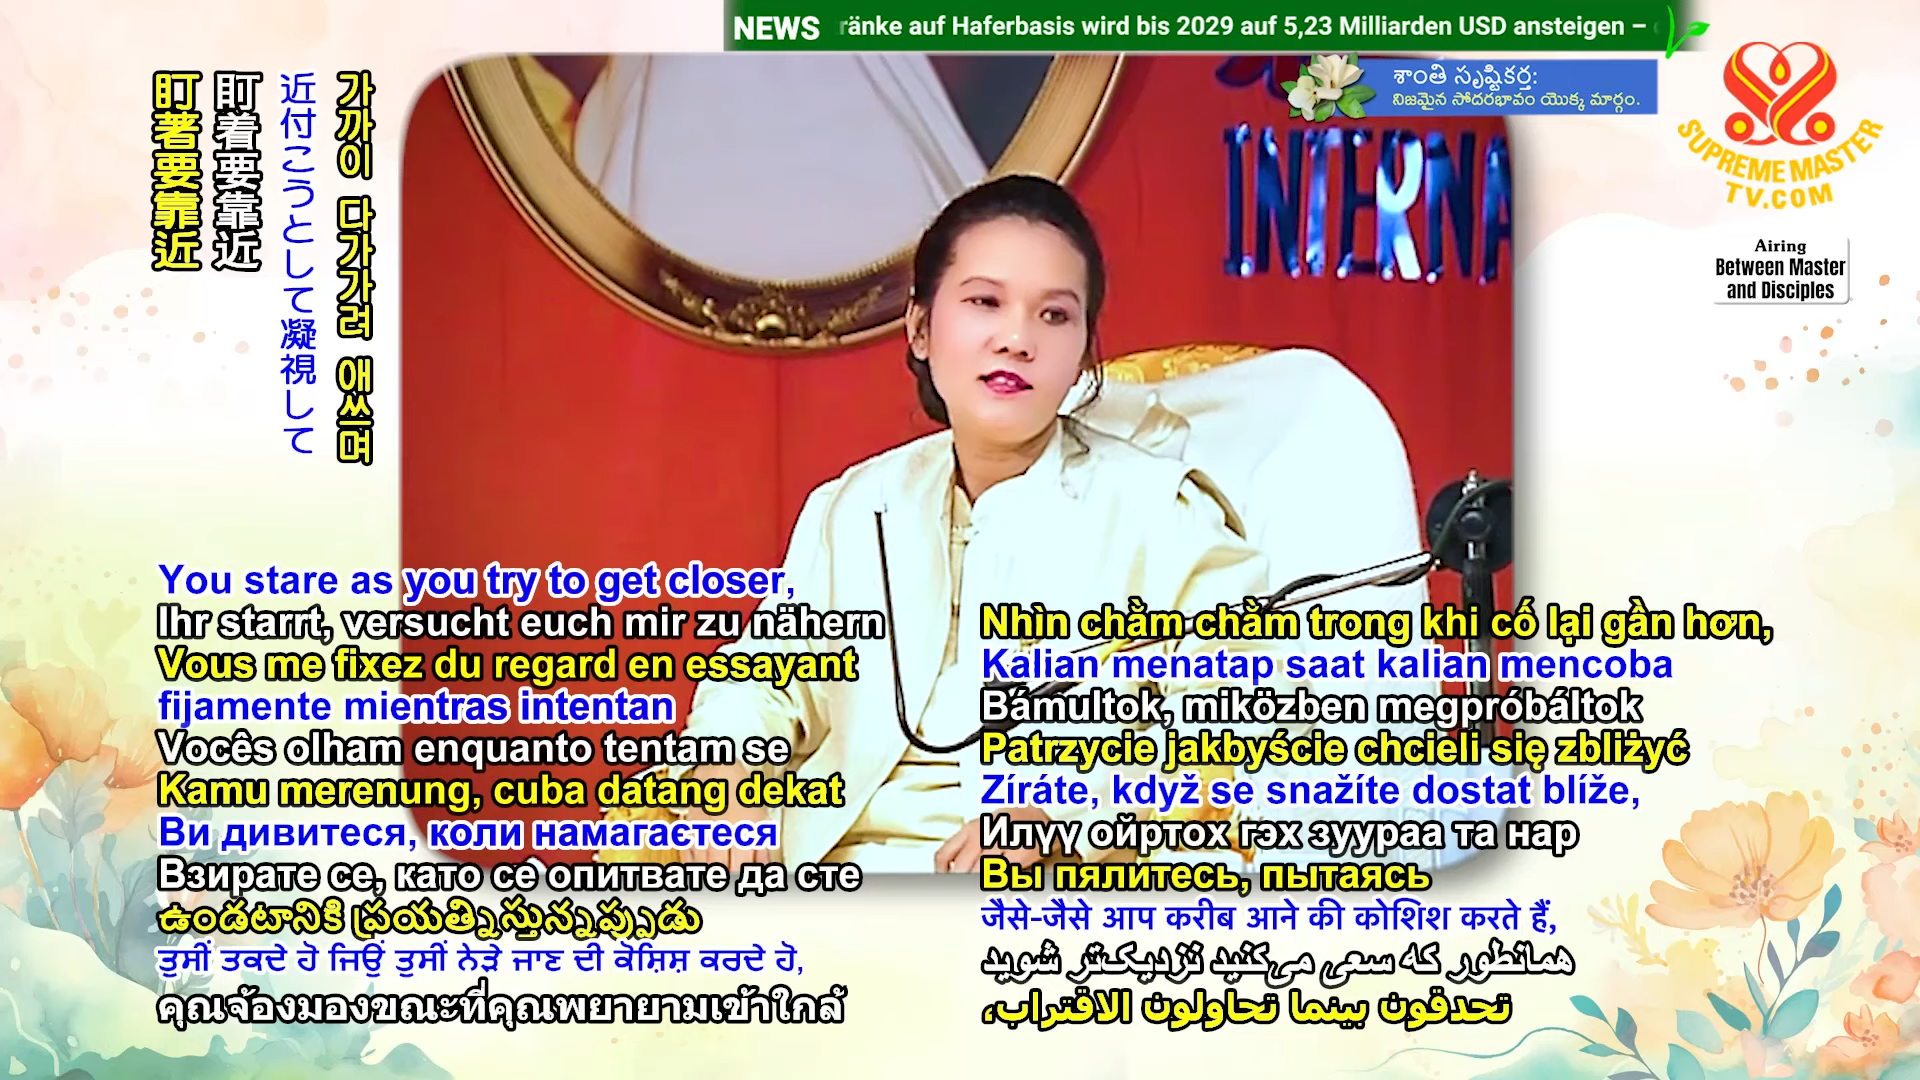 NEWS
ränke auf Haferbasis wird bis 2029 auf 5,23 Milliarden USD ansteigen –
శాంతి సృష్టికర్త:
నిజమైన సోదరభావం యొక్క మార్గం.
SUPREME MASTER
TV.COM
Airing
Between Master
and Disciples
INTERNA
가까이 다가가려 애쓰며
近付こうとして凝視して
盯着要靠近
盯著要靠近
You stare as you try to get closer,
Ihr starrt, versucht euch mir zu nähern
Vous me fixez du regard en essayant
fijamente mientras intentan
Vocês olham enquanto tentam se
Kamu merenung, cuba datang dekat
Ви дивитеся, коли намагаєтеся
Взирате се, като се опитвате да сте
ఉండటానికి ప్రయత్నిస్తున్నప్పుడు
ਤੁਸੀਂ ਤਕਦੇ ਹੋ ਜਿਉਂ ਤੁਸੀਂ ਨੇੜੇ ਜਾਣ ਦੀ ਕੋਸ਼ਿਸ਼ ਕਰਦੇ ਹੋ,
คุณจ้องมองขณะที่คุณพยายามเข้าใกล้
Nhìn chằm chằm trong khi cố lại gần hơn,
Kalian menatap saat kalian mencoba
Bámultok, miközben megpróbáltok
Patrzycie jakbyście chcieli się zbliżyć
Zíráte, když se snažíte dostat blíže,
Илүү ойртох гэх зуураа та нар
Вы пялитесь, пытаясь
जैसे-जैसे आप करीब आने की कोशिश करते हैं,
همانطور که سعی می‌کنید نزدیک‌تر شوید
تحدقون بينما تحاولون الاقتراب،